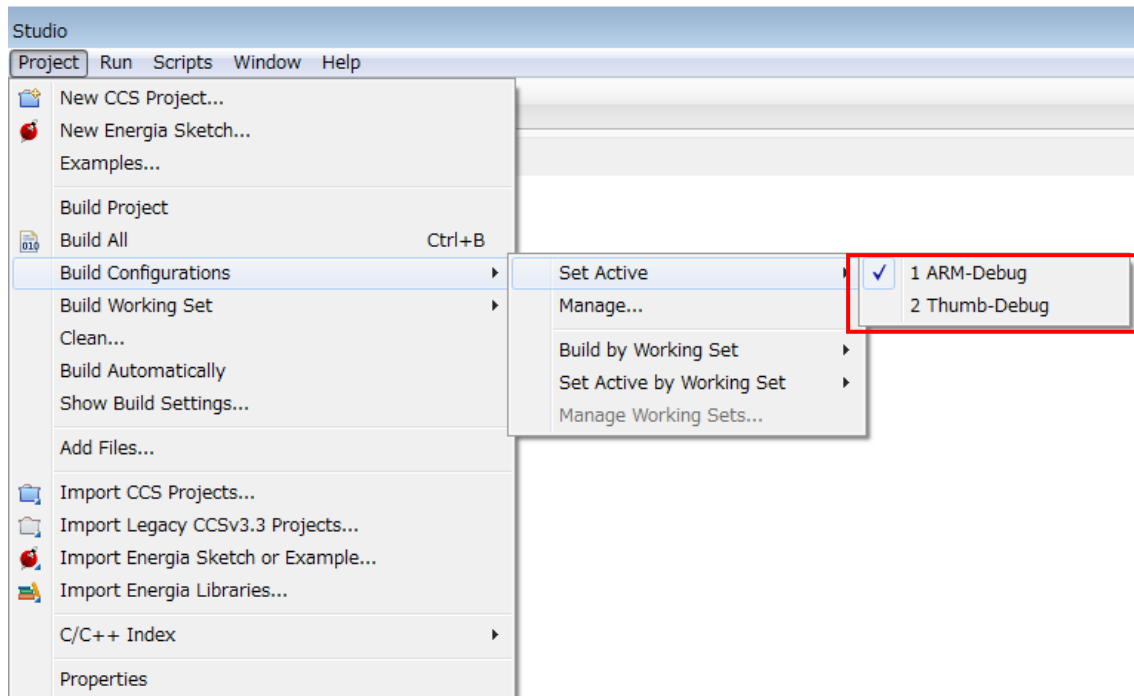 Studio
Project Run Scripts Window Help
New CCS Project...
New Energia Sketch...
Examples...
Build Project
010 Build All Ctrl+B
Build Configurations
Build Working Set
Clean...
Build Automatically
Show Build Settings...
Add Files...
Import CCS Projects...
Import Legacy CCSv3.3 Projects...
Import Energia Sketch or Example...
Import Energia Libraries...
C/C++ Index
Properties
Set Active
Manage...
Build by Working Set
Set Active by Working Set
Manage Working Sets...
1 ARM-Debug
2 Thumb-Debug